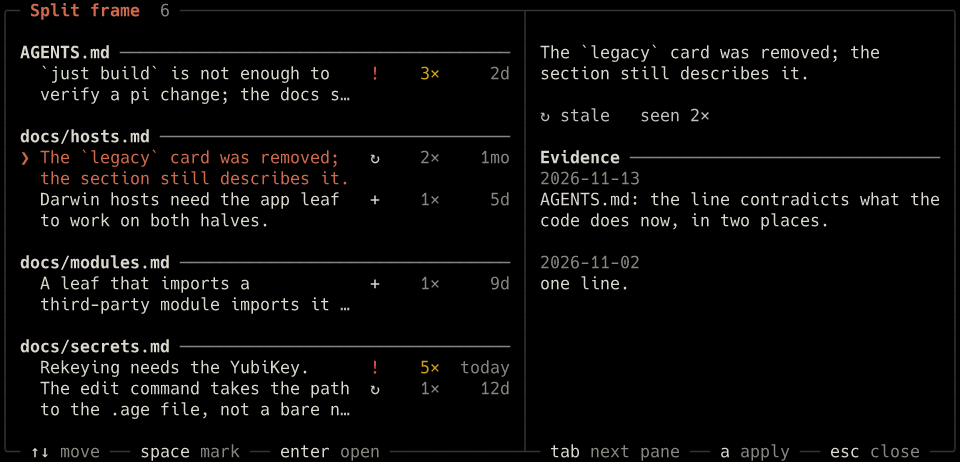 Split frame 6
AGENTS.md
`just build` is not enough to ! 3× 2d
verify a pi change; the docs s…
docs/hosts.md
❯ The `legacy` card was removed; ↻ 2× 1mo
the section still describes it.
Darwin hosts need the app leaf + 1× 5d
to work on both halves.
docs/modules.md
A leaf that imports a + 1× 9d
third-party module imports it …
docs/secrets.md
Rekeying needs the YubiKey. ! 5× today
The edit command takes the path ↻ 1× 12d
to the .age file, not a bare n…
↑↓ move space mark enter open
The `legacy` card was removed; the
section still describes it.
↻ stale seen 2×
Evidence
2026-11-13
AGENTS.md: the line contradicts what the
code does now, in two places.
2026-11-02
one line.
tab next pane a apply esc close